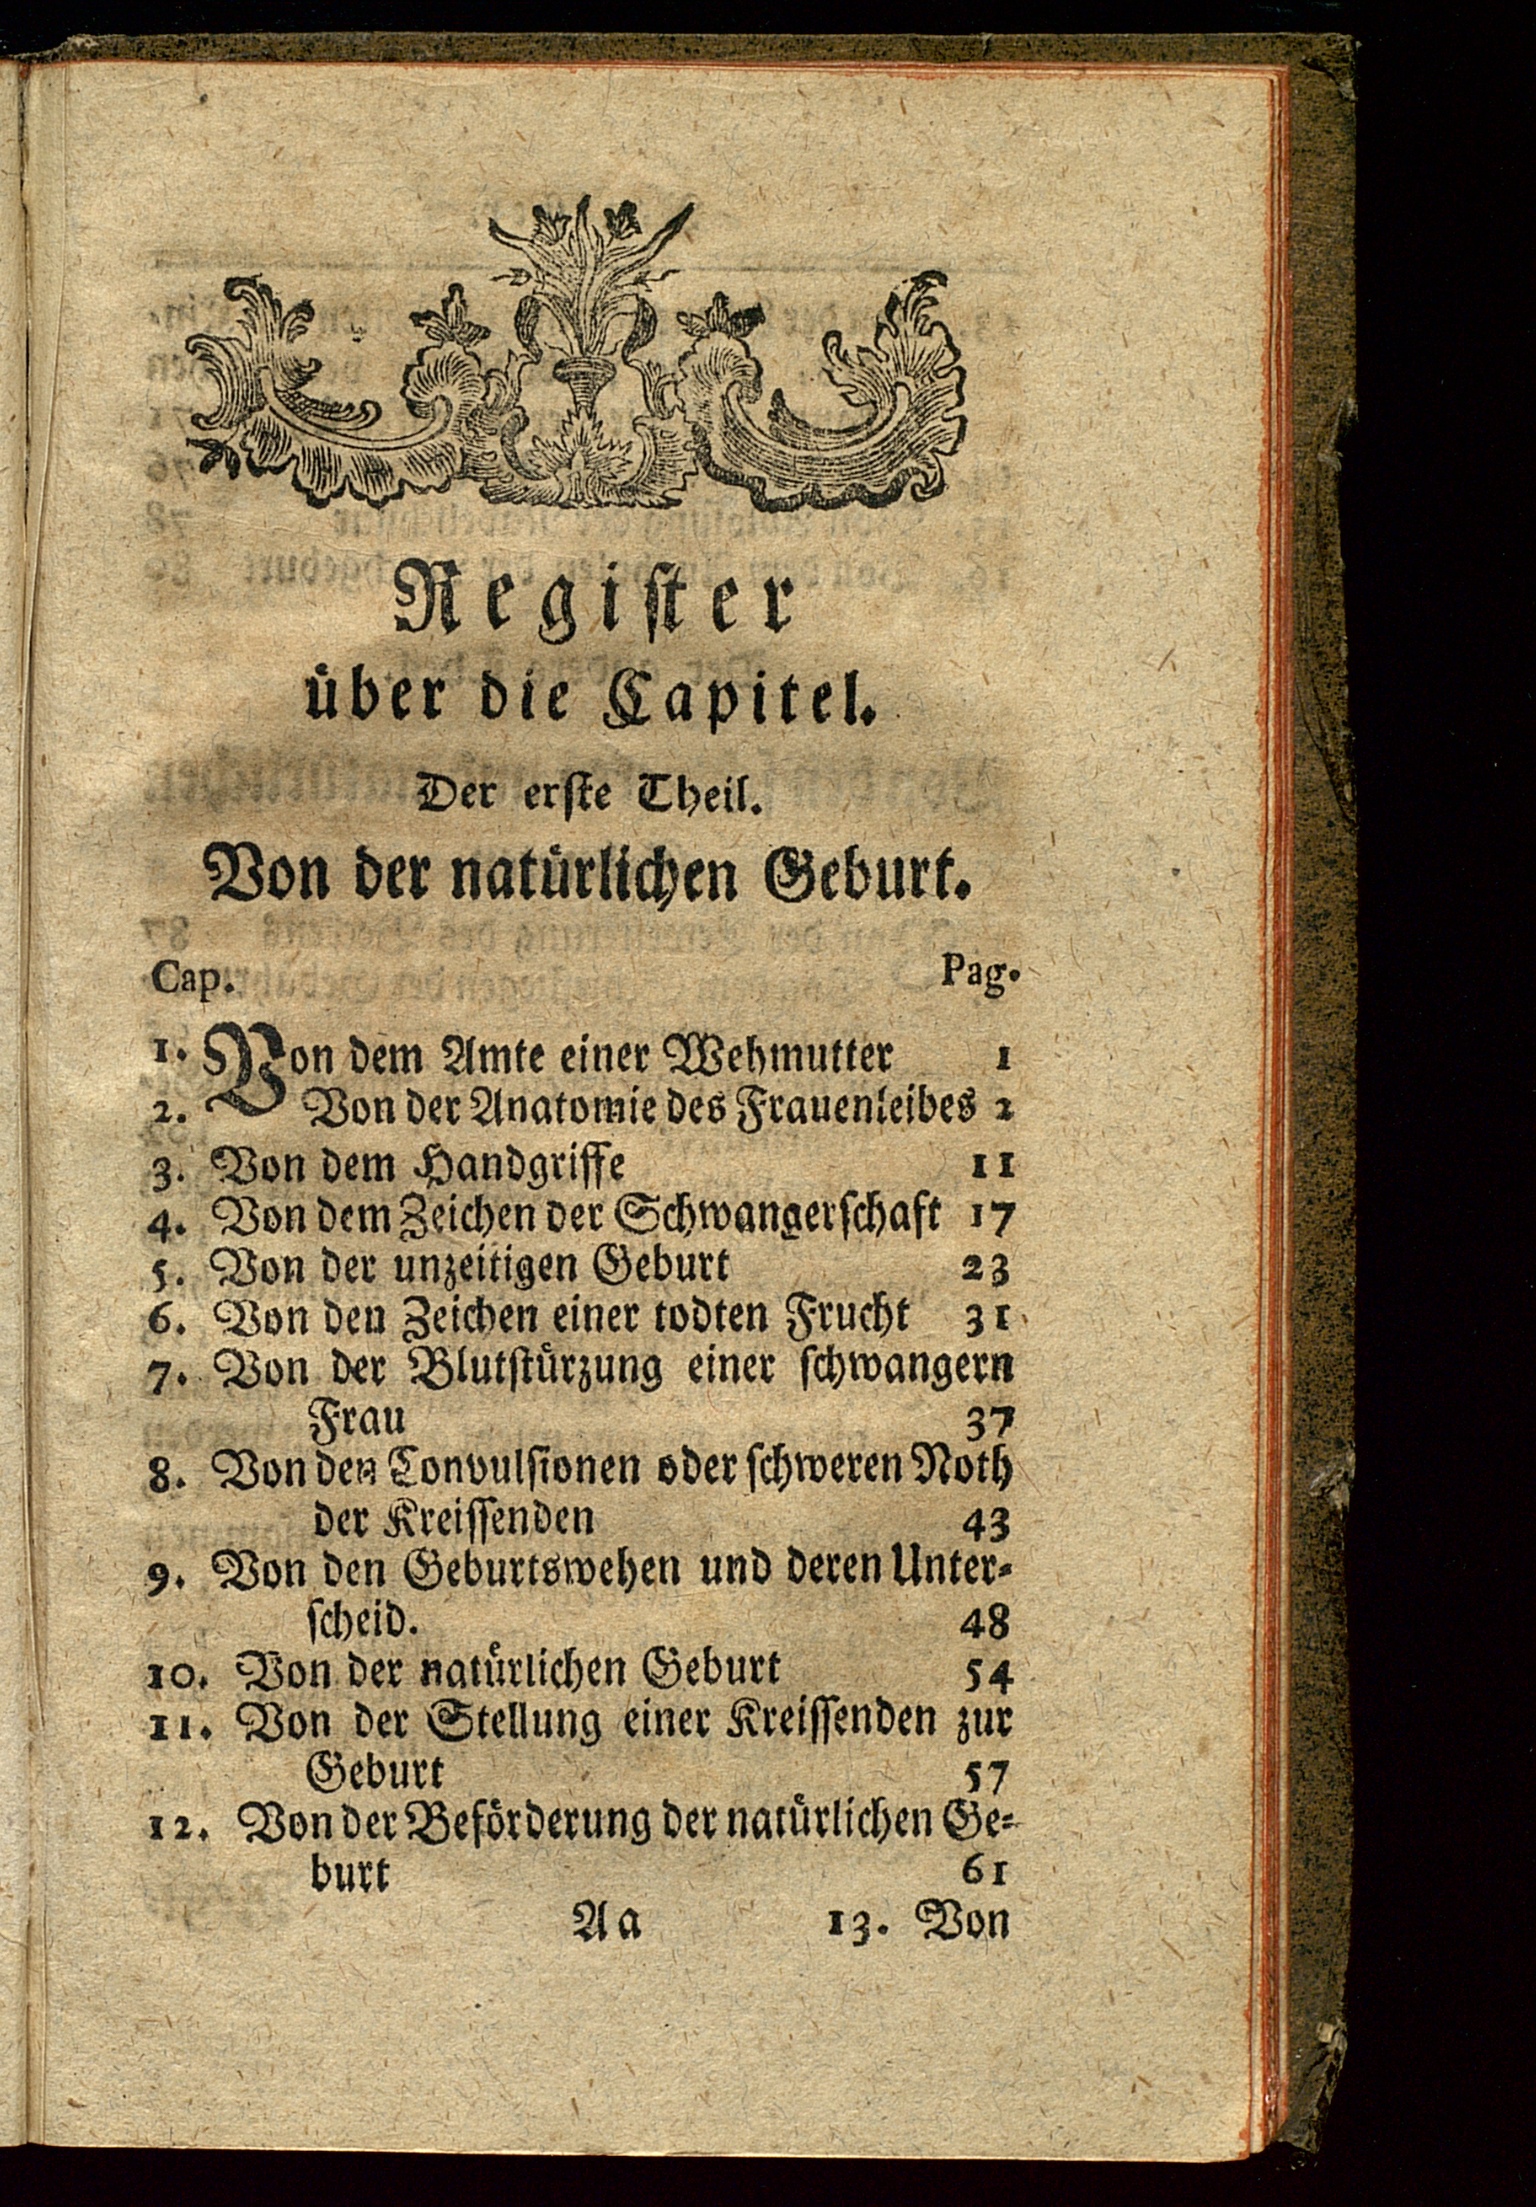 Register
über die Capitel.
Der erste Theil.
Von der natürlichen Geburt.
Cap. Pag.
1. Von dem Amte einer Wehmutter 1
2. Von der Anatomie des Frauenleibes 2
3. Von dem Handgriffe 11
4. Von dem Zeichen der Schwangerschaft 17
5. Von der unzeitigen Geburt 23
6. Von den Zeichen einer todten Frucht 31
7. Von der Blutstürzung einer schwangern
Frau 37
8. Von den Convulsionen oder schweren Noth
der Kreissenden 43
9. Von den Geburtswehen und deren Unter-
scheid. 48
10. Von der natürlichen Geburt 54
11. Von der Stellung einer Kreissenden zur
Geburt 57
12. Von der Beförderung der natürlichen Ge-
burt 61
Aa 13. Von